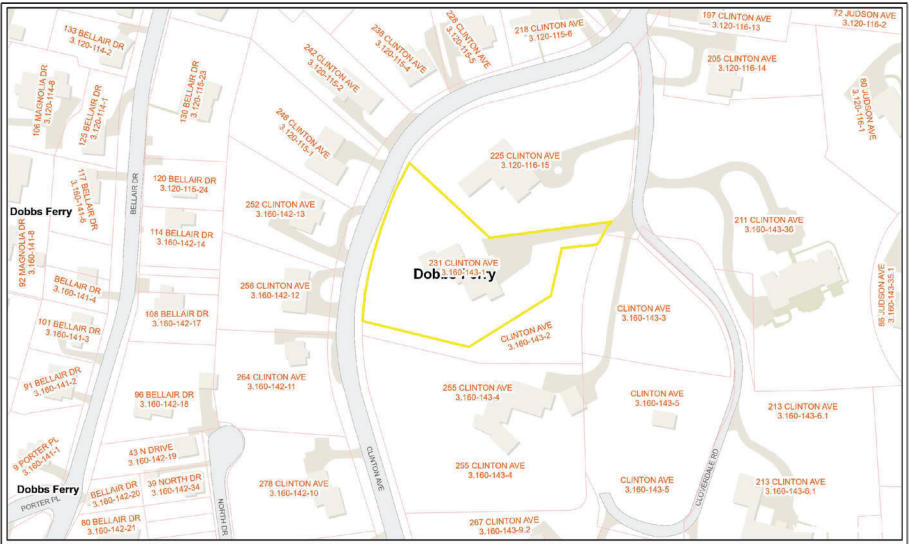 133 BELLAIR DR
3.120-114-2
106 MAGNOLIA DR
3.120-114-8
125 BELLAIR DR
3.120-114-1
130 BELLAIR DR
3.120-115-23
242 CLINTON AVE
3.120-115-2
238 CLINTON AVE
3.120-115-4
228 CLINTON AVE
3.120-115-5
218 CLINTON AVE
3.120-115-6
197 CLINTON AVE
3.120-116-13
72 JUDSON AVE
3.120-116-2
205 CLINTON AVE
3.120-116-14
80 JUDSON AVE
3.120-116-1
248 CLINTON AVE
3.120-115-1
225 CLINTON AVE
3.120-116-15
117 BELLAIR DR
3.160-141-5
BELLAIR DR
120 BELLAIR DR
3.120-115-24
Dobbs Ferry
252 CLINTON AVE
3.160-142-13
211 CLINTON AVE
3.160-143-36
92 MAGNOLIA DR
3.160-141-8
114 BELLAIR DR
3.160-142-14
231 CLINTON AVE
3.160-143-1
Dobbs Ferry
BELLAIR DR
3.160-141-4
256 CLINTON AVE
3.160-142-12
65 JUDSON AVE
3.160-143-35.1
108 BELLAIR DR
3.160-142-17
CLINTON AVE
3.160-143-3
101 BELLAIR DR
3.160-141-3
CLINTON AVE
3.160-143-2
91 BELLAIR DR
3.160-141-2
264 CLINTON AVE
3.160-142-11
255 CLINTON AVE
3.160-143-4
96 BELLAIR DR
3.160-142-18
CLINTON AVE
3.160-143-5
213 CLINTON AVE
3.160-143-6.1
9 PORTER PL
3.160-141-1
43 N DRIVE
3.160-142-19
CLINTON AVE
255 CLINTON AVE
3.160-143-4
CLOVERDALE RD
Dobbs Ferry
PORTER PL
BELLAIR DR
3.160-142-20
39 NORTH DR
3.160-142-34
NORTH DR
278 CLINTON AVE
3.160-142-10
CLINTON AVE
3.160-143-5
213 CLINTON AVE
3.160-143-6.1
80 BELLAIR DR
3.160-142-21
267 CLINTON AVE
3.160-143-9.2